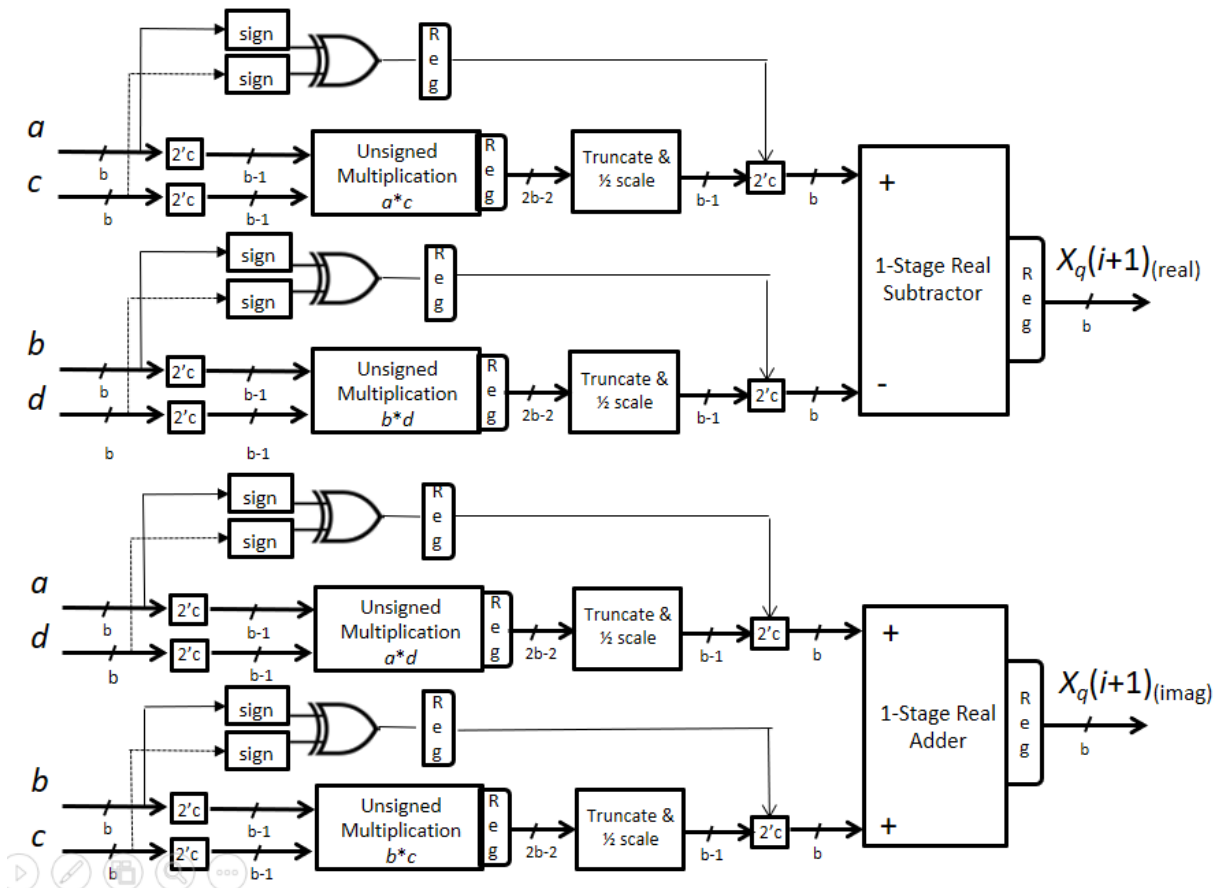 sign
sign
R
e
g
a
b
2'c
b-1
c
b
2'c
b-1
Unsigned
Multiplication
a*c
R
e
g
2b-2
Truncate &
½ scale
b-1
2'c
b
+
sign
sign
R
e
g
b
b
2'c
b-1
d
b
2'c
b-1
Unsigned
Multiplication
b*d
R
e
g
2b-2
Truncate &
½ scale
b-1
2'c
b
-
1-Stage Real
Subtractor
R
e
g
Xq(i+1)(real)
b
sign
sign
R
e
g
a
b
2'c
b-1
d
b
2'c
b-1
Unsigned
Multiplication
a*d
R
e
g
2b-2
Truncate &
½ scale
b-1
2'c
b
+
sign
sign
R
e
g
b
b
2'c
b-1
c
b
2'c
b-1
Unsigned
Multiplication
b*c
R
e
g
2b-2
Truncate &
½ scale
b-1
2'c
b
+
1-Stage Real
Adder
R
e
g
Xq(i+1)(imag)
b